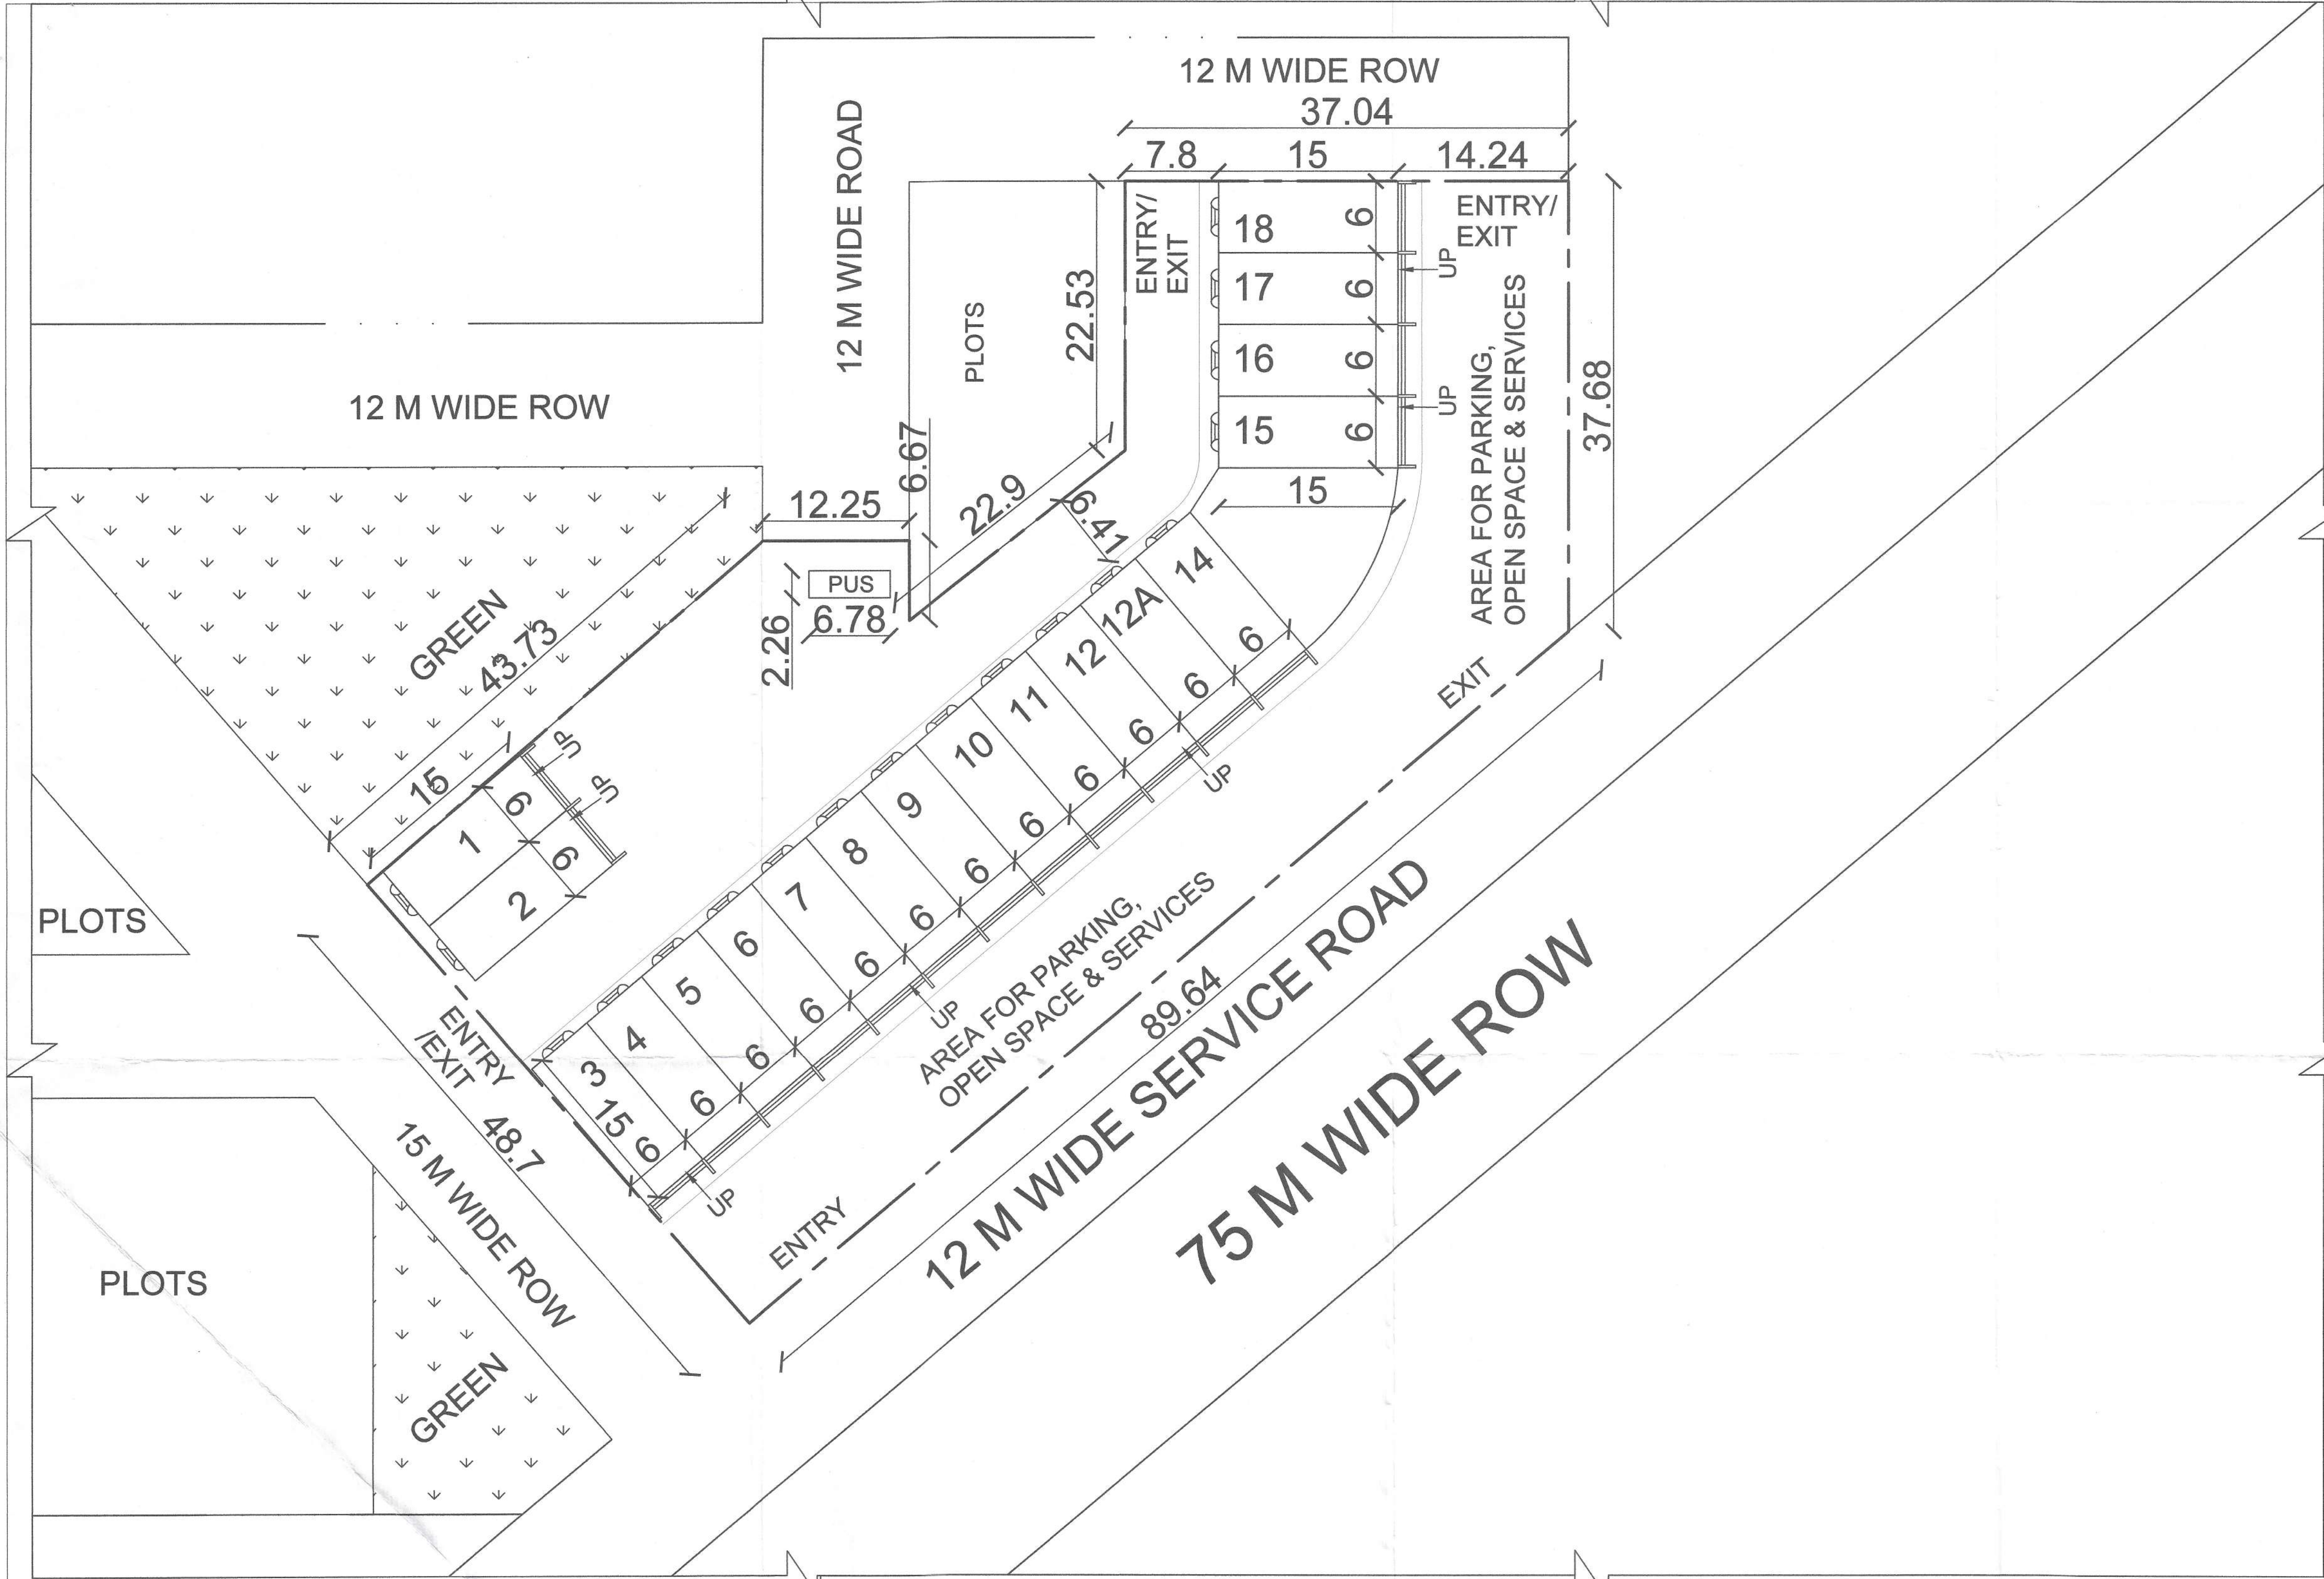 12 M WIDE ROW
37.04
7.8
15
14.24
12 M WIDE ROAD
ENTRY/
EXIT
18
6
ENTRY/
EXIT
UP
17
6
22.53
PLOTS
16
6
UP
15
6
AREA FOR PARKING,
OPEN SPACE & SERVICES
37.68
12 M WIDE ROW
6.67
12.25
22.9
6.41
15
PUS
6.78
2.26
GREEN
43.73
15
UP
UP
1
6
2
6
14
6
12A
6
12
6
11
6
10
6
9
6
8
6
7
6
6
6
5
6
4
6
3
15
6
UP
UP
UP
EXIT
PLOTS
ENTRY
/EXIT
48.7
15 M WIDE ROW
AREA FOR PARKING,
OPEN SPACE & SERVICES
89.64
ENTRY
12 M WIDE SERVICE ROAD
75 M WIDE ROW
PLOTS
GREEN